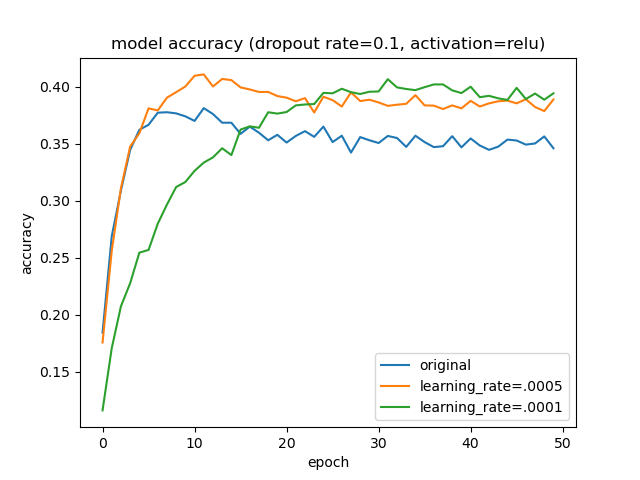 model accuracy (dropout rate=0.1, activation=relu)
0.40
0.35
0.30
0.25
0.20
0.15
accuracy
0 10 20 30 40 50
epoch
original
learning_rate=.0005
learning_rate=.0001